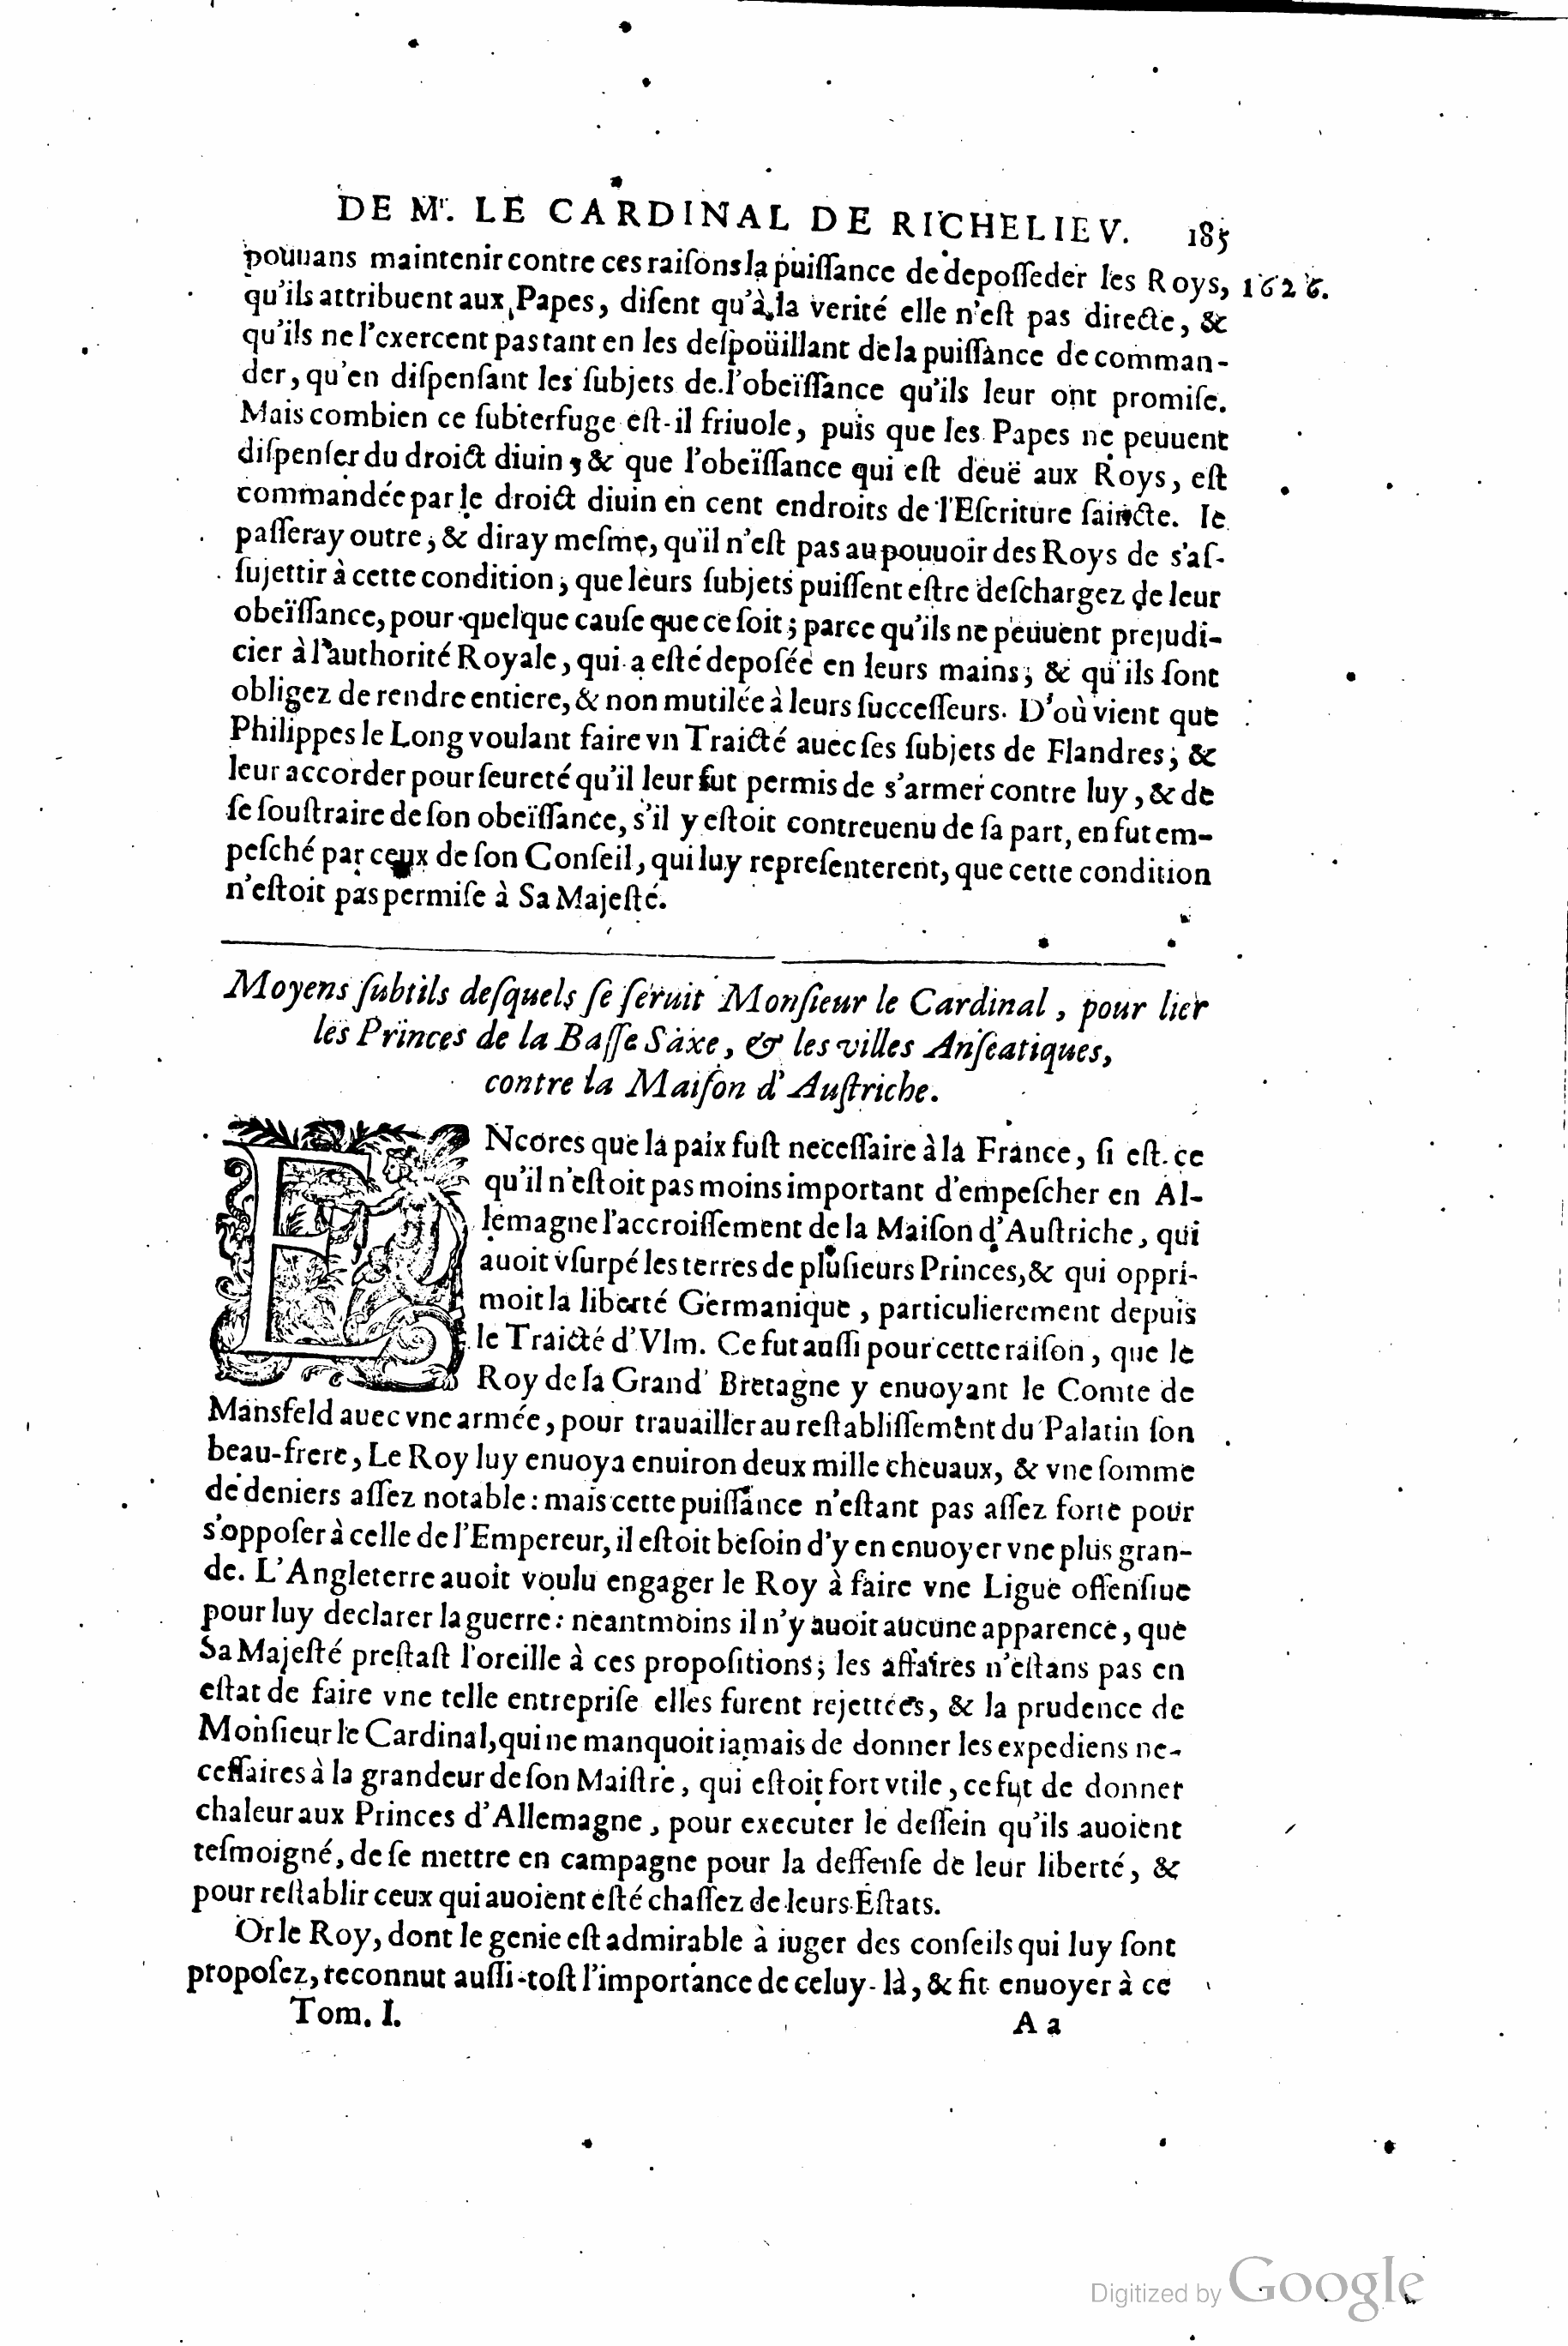 DE Mr. LE CARDINAL DE RICHELIEV. 185
pouuans maintenir contre ces raiſons la puiſſance de depoſſeder les Roys, 1626.
qu'ils attribuent aux Papes, diſent qu'à la verité elle n'eſt pas directe, &
qu'ils ne l'exercent pas tant en les deſpoüillant de la puiſſance de comman-
der, qu'en diſpenſant les ſubjets de l'obeïſſance qu'ils leur ont promiſe.
Mais combien ce ſubterfuge eſt-il friuole, puis que les Papes ne peuuent
diſpenſer du droict diuin, & que l'obeïſſance qui eſt deuë aux Roys, eſt
commandée par le droict diuin en cent endroits de l'Eſcriture ſaincte. Ie
paſſeray outre, & diray meſme, qu'il n'eſt pas au pouuoir des Roys de s'aſ-
ſujettir à cette condition, que leurs ſubjets puiſſent eſtre deſchargez de leur
obeïſſance, pour quelque cauſe que ce ſoit; parce qu'ils ne peuuent prejudi-
cier à l'authorité Royale, qui a eſté depoſée en leurs mains; & qu'ils ſont
obligez de rendre entiere, & non mutilée à leurs ſucceſſeurs. D'où vient que
Philippes le Long voulant faire vn Traicté auec ſes ſubjets de Flandres; &
leur accorder pour ſeureté qu'il leur fut permis de s'armer contre luy, & de
ſe ſouſtraire de ſon obeïſſance, s'il y eſtoit contreuenu de ſa part, en fut em-
peſché par ceux de ſon Conſeil, qui luy repreſenterent, que cette condition
n'eſtoit pas permiſe à Sa Majeſté.
Moyens ſubtils deſquels ſe ſeruit Monſieur le Cardinal, pour lier
les Princes de la Baſſe Saxe, & les villes Anſeatiques,
contre la Maiſon d'Auſtriche.
ENcores que la paix fuſt neceſſaire à la France, ſi eſt-ce
qu'il n'eſtoit pas moins important d'empeſcher en Al-
lemagne l'accroiſſement de la Maiſon d'Auſtriche, qui
auoit vſurpé les terres de pluſieurs Princes, & qui oppri-
moit la liberté Germanique, particulierement depuis
le Traicté d'Vlm. Ce fut auſſi pour cette raiſon, que le
Roy de la Grand' Bretagne y enuoyant le Comte de
Mansfeld auec vne armée, pour trauailler au reſtabliſſement du Palatin ſon
beau-frere, Le Roy luy enuoya enuiron deux mille cheuaux, & vne ſomme
de deniers aſſez notable: mais cette puiſſance n'eſtant pas aſſez forte pour
s'oppoſer à celle de l'Empereur, il eſtoit beſoin d'y en enuoyer vne plus gran-
de. L'Angleterre auoit voulu engager le Roy à faire vne Ligue offenſiue
pour luy declarer la guerre: neantmoins il n'y auoit aucune apparence, que
Sa Majeſté preſtaſt l'oreille à ces propoſitions; les affaires n'eſtans pas en
eſtat de faire vne telle entrepriſe elles furent rejettées, & la prudence de
Monſieur le Cardinal, qui ne manquoit iamais de donner les expediens ne-
ceſſaires à la grandeur de ſon Maiſtre, qui eſtoit fort vtile, ce fut de donner
chaleur aux Princes d'Allemagne, pour executer le deſſein qu'ils auoient
teſmoigné, de ſe mettre en campagne pour la deffenſe de leur liberté, &
pour reſtablir ceux qui auoient eſté chaſſez de leurs Eſtats.
Or le Roy, dont le genie eſt admirable à iuger des conſeils qui luy ſont
propoſez, reconnut auſſi-toſt l'importance de celuy-là, & fit enuoyer à ce
Tom. I. A a
Digitized by Google